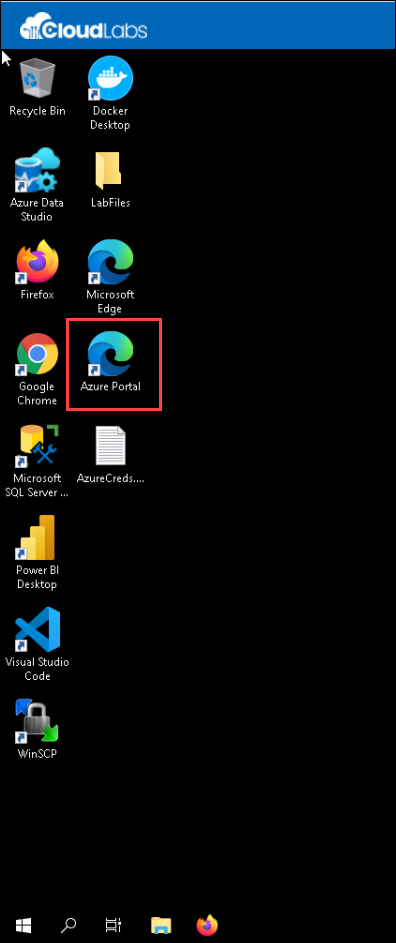 CloudLabs
Recycle Bin
Docker
Desktop
Azure Data
Studio
LabFiles
Firefox
Microsoft
Edge
Google
Chrome
Azure Portal
Microsoft
SQL Server ...
AzureCreds....
Power BI
Desktop
Visual Studio
Code
WinSCP